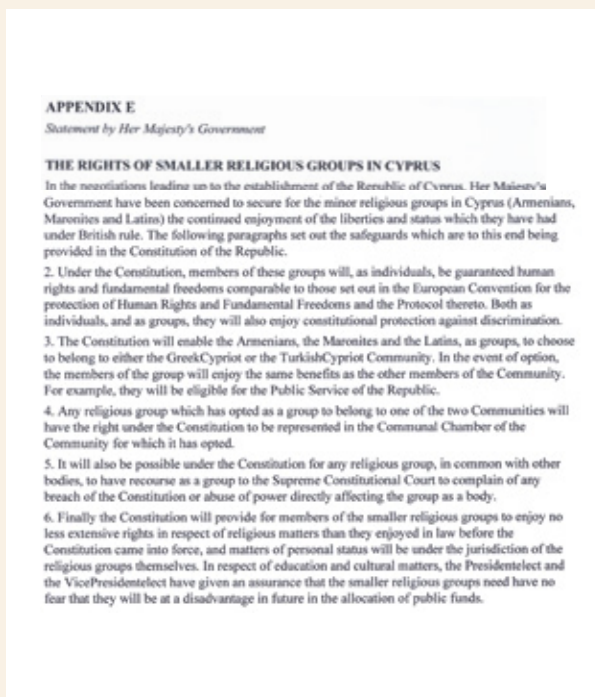 APPENDIX E
Statement by Her Majesty's Government
THE RIGHTS OF SMALLER RELIGIOUS GROUPS IN CYPRUS
In the negotiations leading up to the establishment of the Republic of Cyprus, Her Majesty's
Government have been concerned to secure for the minor religious groups in Cyprus (Armenians,
Maronites and Latins) the continued enjoyment of the liberties and status which they have had
under British rule. The following paragraphs set out the safeguards which are to this end being
provided in the Constitution of the Republic.
2. Under the Constitution, members of these groups will, as individuals, be guaranteed human
rights and fundamental freedoms comparable to those set out in the European Convention for the
protection of Human Rights and Fundamental Freedoms and the Protocol thereto. Both as
individuals, and as groups, they will also enjoy constitutional protection against discrimination.
3. The Constitution will enable the Armenians, the Maronites and the Latins, as groups, to choose
to belong to either the GreekCypriot or the TurkishCypriot Community. In the event of option,
the members of the group will enjoy the same benefits as the other members of the Community.
For example, they will be eligible for the Public Service of the Republic.
4. Any religious group which has opted as a group to belong to one of the two Communities will
have the right under the Constitution to be represented in the Communal Chamber of the
Community for which it has opted.
5. It will also be possible under the Constitution for any religious group, in common with other
bodies, to have recourse as a group to the Supreme Constitutional Court to complain of any
breach of the Constitution or abuse of power directly affecting the group as a body.
6. Finally the Constitution will provide for members of the smaller religious groups to enjoy no
less extensive rights in respect of religious matters than they enjoyed in law before the
Constitution came into force, and matters of personal status will be under the jurisdiction of the
religious groups themselves. In respect of education and cultural matters, the Presidentelect and
the VicePresidentelect have given an assurance that the smaller religious groups need have no
fear that they will be at a disadvantage in future in the allocation of public funds.